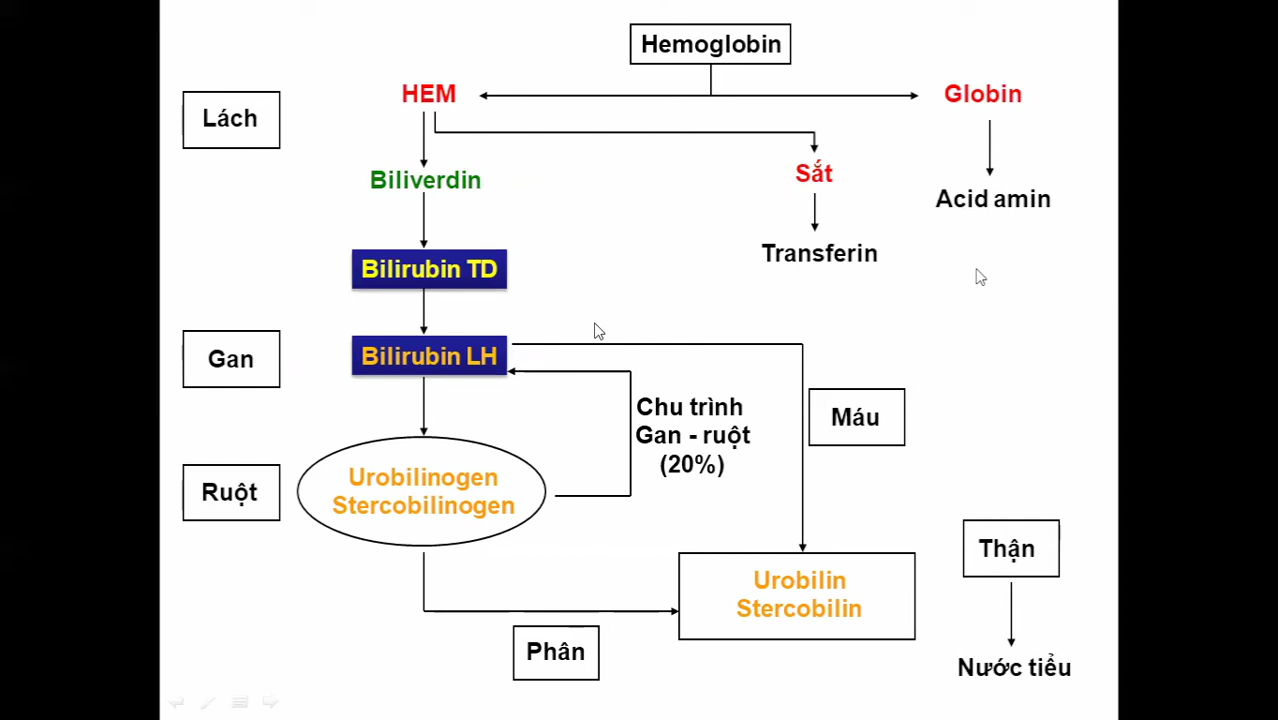 Hemoglobin
HEM
Globin
Lách
Biliverdin
Sắt
Acid amin
Transferin
Bilirubin TD
Gan
Bilirubin LH
Chu trình
Gan - ruột
(20%)
Máu
Ruột
Urobilinogen
Stercobilinogen
Thận
Urobilin
Stercobilin
Phân
Nước tiểu